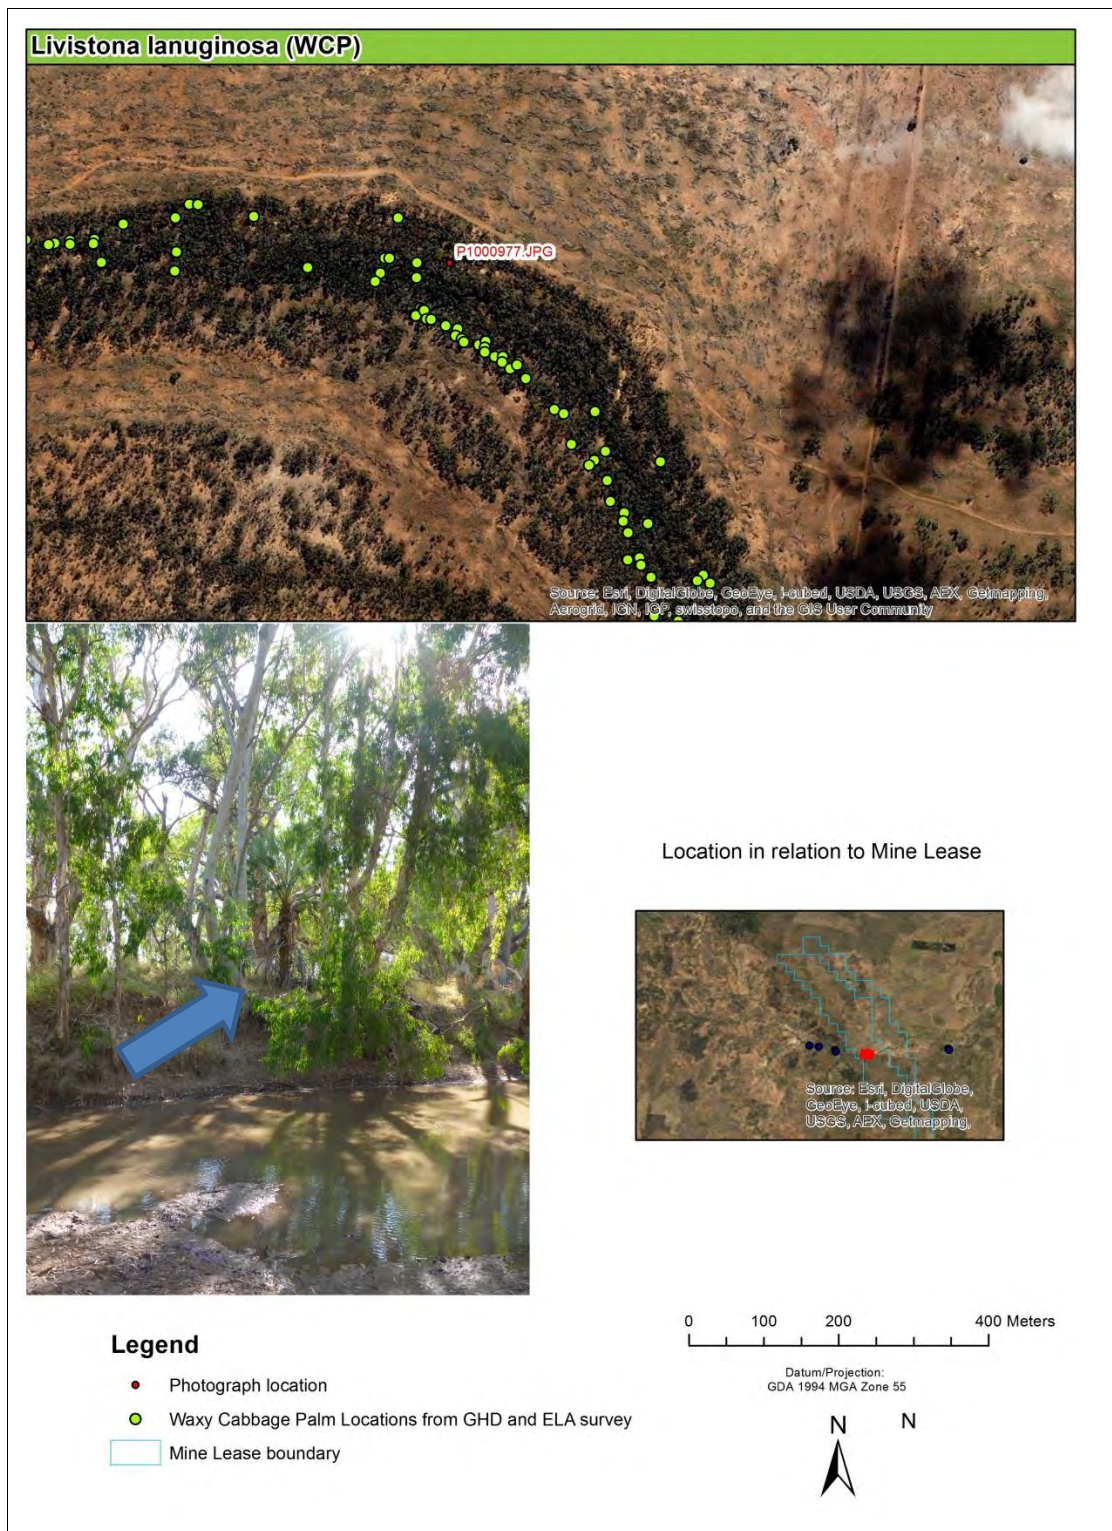 Livistona lanuginosa (WCP)
P1000977.JPG
Source: Esri, DigitalGlobe, GeoEye, i-cubed, USDA, USGS, AEX, Getmapping,
Aerogrid, IGN, IGP, swisstopo, and the GIS User Community
Location in relation to Mine Lease
Source: Esri, DigitalGlobe,
GeoEye, i-cubed, USDA,
USGS, AEX, Getmapping,
Legend
Photograph location
Waxy Cabbage Palm Locations from GHD and ELA survey
Mine Lease boundary
0 100 200 400 Meters
Datum/Projection:
GDA 1994 MGA Zone 55
N N